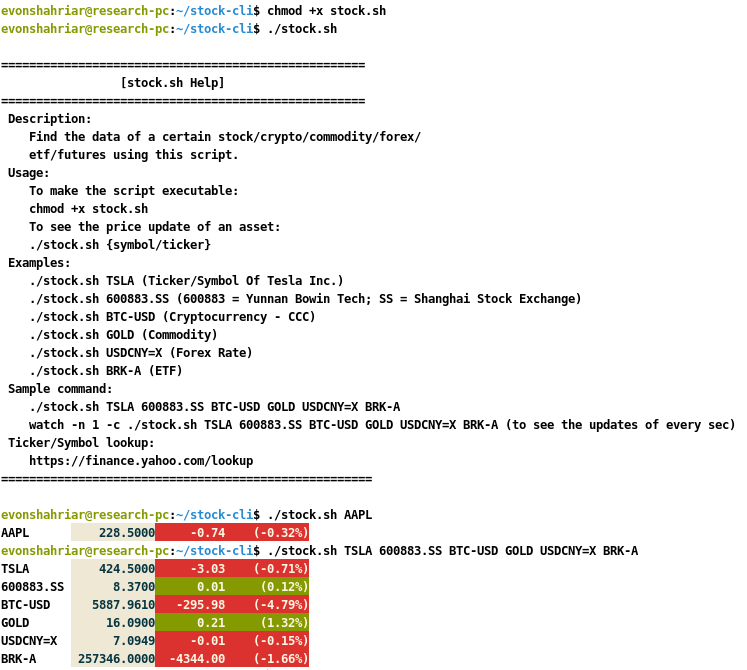 evonshahriar@research-pc:~/stock-cli$ chmod +x stock.sh
evonshahriar@research-pc:~/stock-cli$ ./stock.sh
====================================================
[stock.sh Help]
====================================================
Description:
Find the data of a certain stock/crypto/commodity/forex/
etf/futures using this script.
Usage:
To make the script executable:
chmod +x stock.sh
To see the price update of an asset:
./stock.sh {symbol/ticker}
Examples:
./stock.sh TSLA (Ticker/Symbol Of Tesla Inc.)
./stock.sh 600883.SS (600883 = Yunnan Bowin Tech; SS = Shanghai Stock Exchange)
./stock.sh BTC-USD (Cryptocurrency - CCC)
./stock.sh GOLD (Commodity)
./stock.sh USDCNY=X (Forex Rate)
./stock.sh BRK-A (ETF)
Sample command:
./stock.sh TSLA 600883.SS BTC-USD GOLD USDCNY=X BRK-A
watch -n 1 -c ./stock.sh TSLA 600883.SS BTC-USD GOLD USDCNY=X BRK-A (to see the updates of every sec)
Ticker/Symbol lookup:
https://finance.yahoo.com/lookup
=====================================================
evonshahriar@research-pc:~/stock-cli$ ./stock.sh AAPL
AAPL 228.5000 -0.74 (-0.32%)
evonshahriar@research-pc:~/stock-cli$ ./stock.sh TSLA 600883.SS BTC-USD GOLD USDCNY=X BRK-A
TSLA 424.5000 -3.03 (-0.71%)
600883.SS 8.3700 0.01 (0.12%)
BTC-USD 5887.9610 -295.98 (-4.79%)
GOLD 16.0900 0.21 (1.32%)
USDCNY=X 7.0949 -0.01 (-0.15%)
BRK-A 257346.0000 -4344.00 (-1.66%)